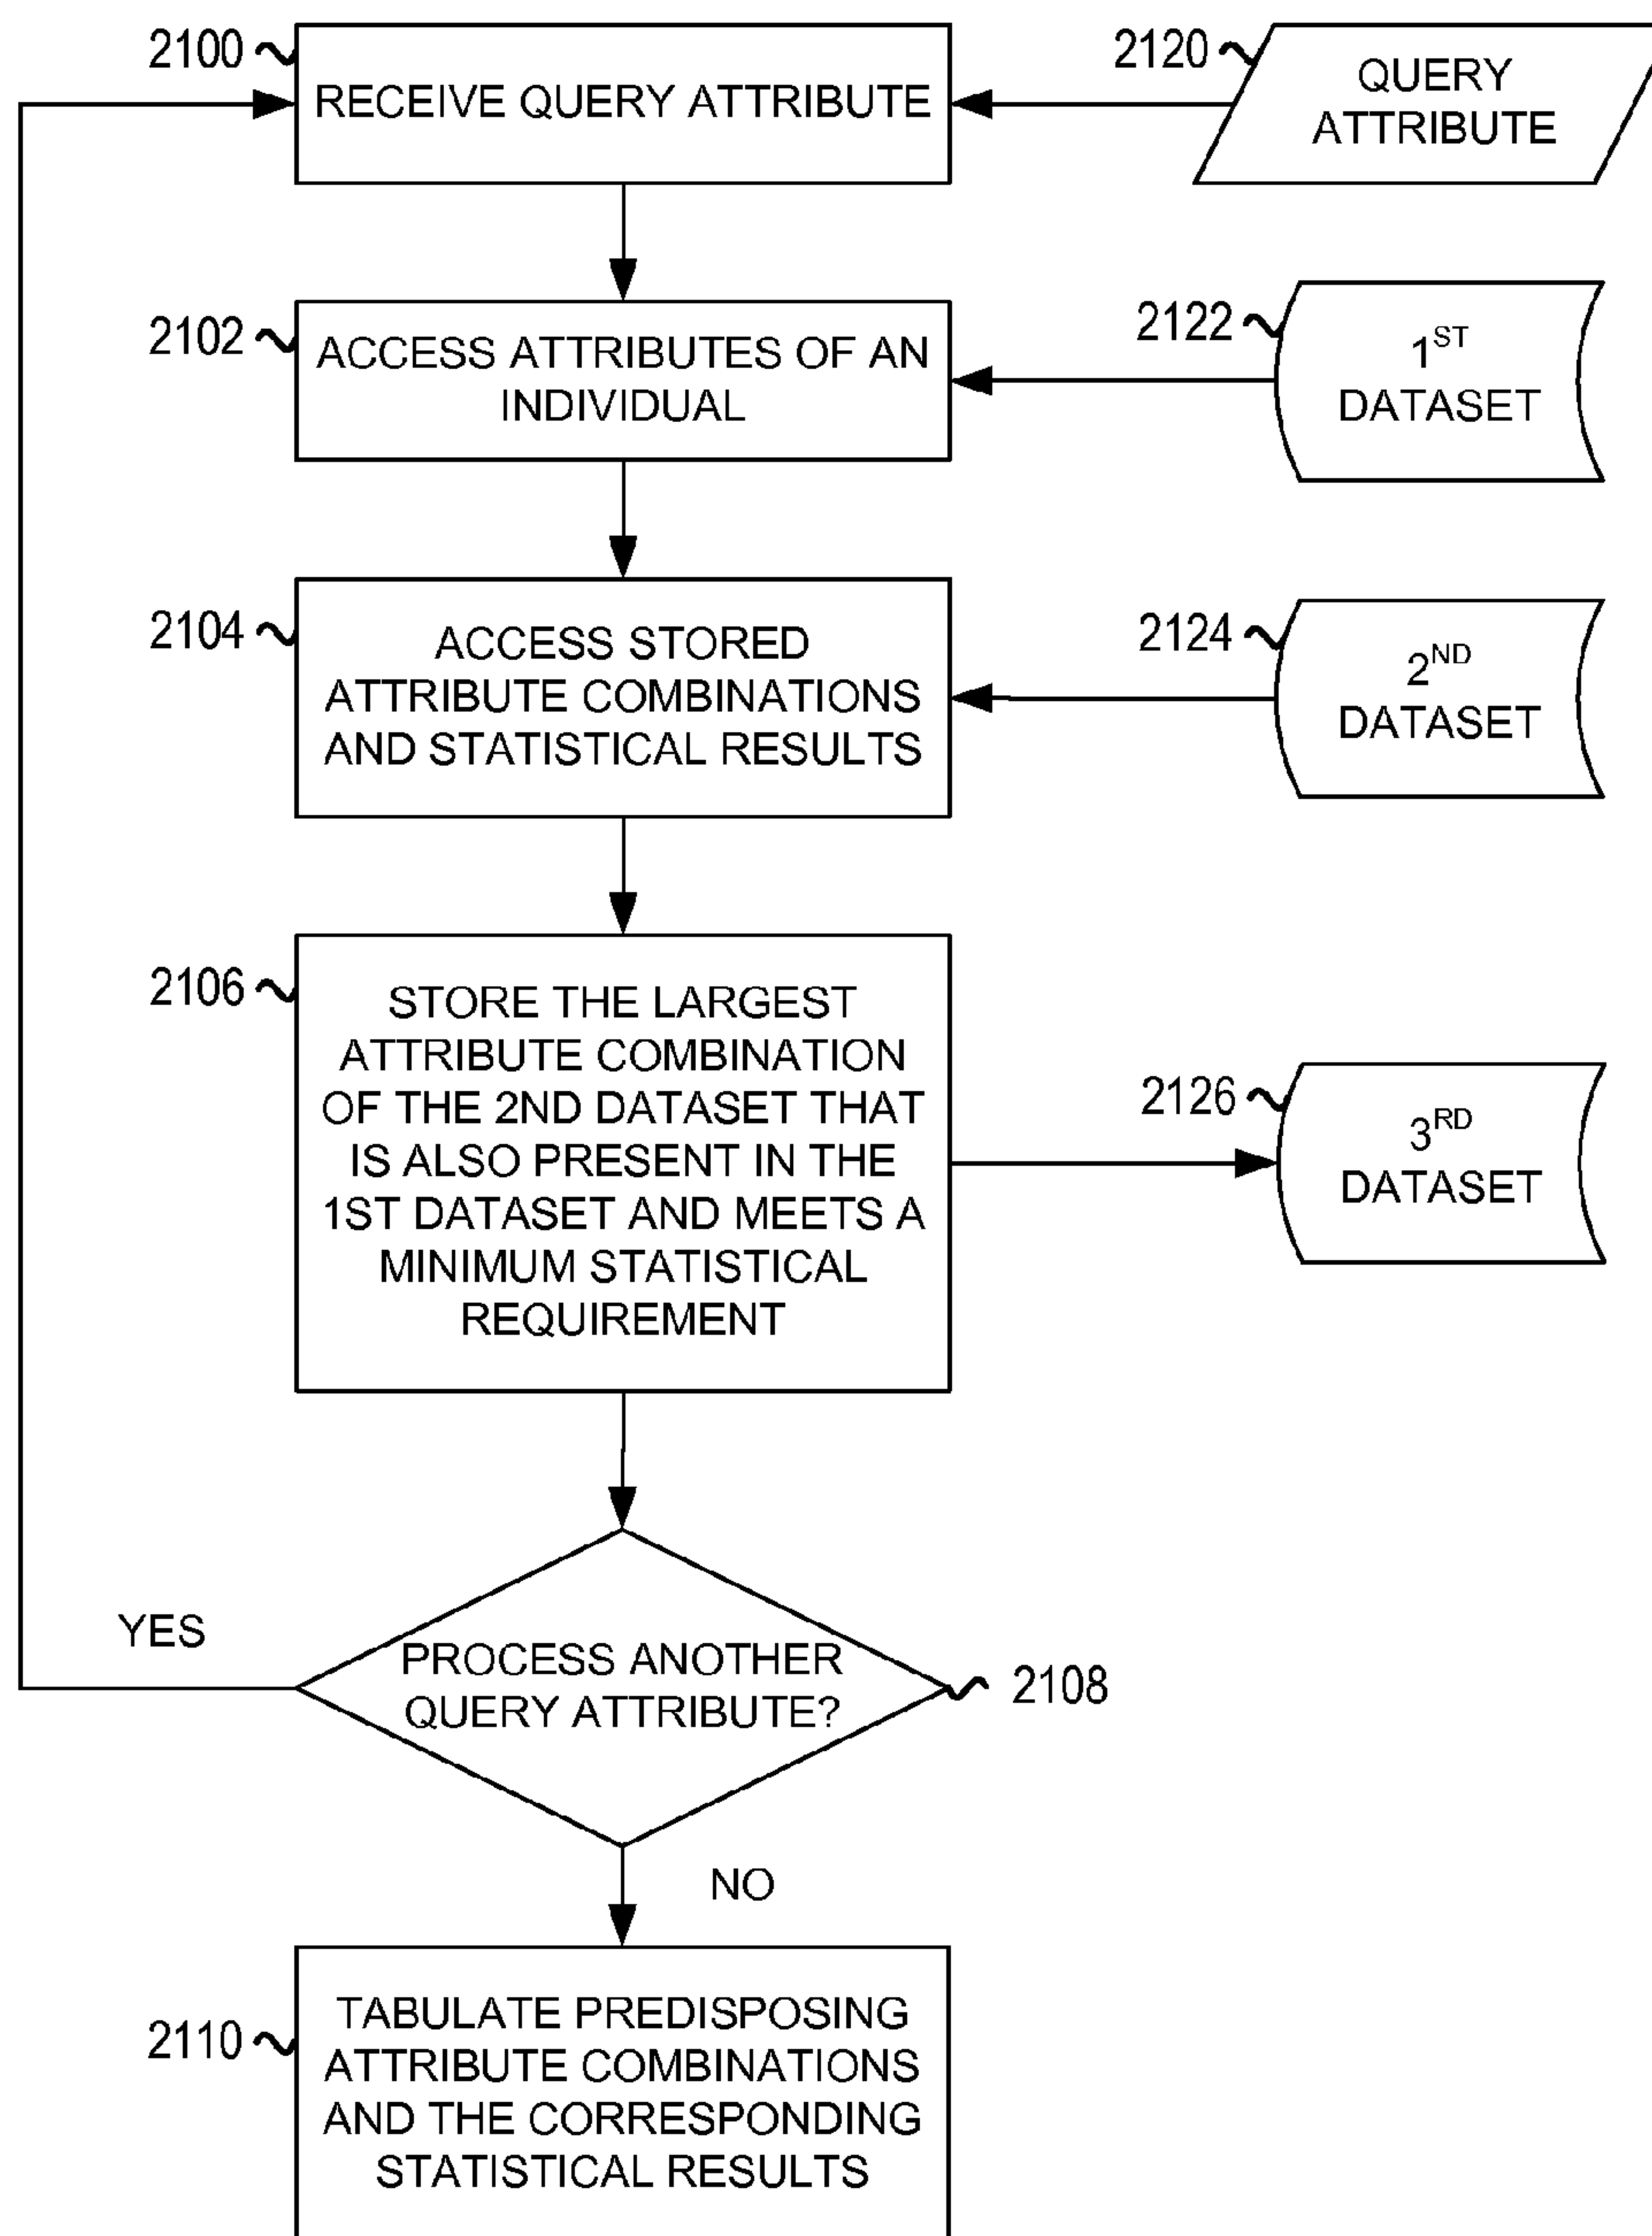 2100
RECEIVE QUERY ATTRIBUTE
2120
QUERY
ATTRIBUTE
2102
ACCESS ATTRIBUTES OF AN
INDIVIDUAL
2122
1ST
DATASET
2104
ACCESS STORED
ATTRIBUTE COMBINATIONS
AND STATISTICAL RESULTS
2124
2ND
DATASET
2106
STORE THE LARGEST
ATTRIBUTE COMBINATION
OF THE 2ND DATASET THAT
IS ALSO PRESENT IN THE
1ST DATASET AND MEETS A
MINIMUM STATISTICAL
REQUIREMENT
2126
3RD
DATASET
YES
PROCESS ANOTHER
QUERY ATTRIBUTE?
2108
NO
2110
TABULATE PREDISPOSING
ATTRIBUTE COMBINATIONS
AND THE CORRESPONDING
STATISTICAL RESULTS